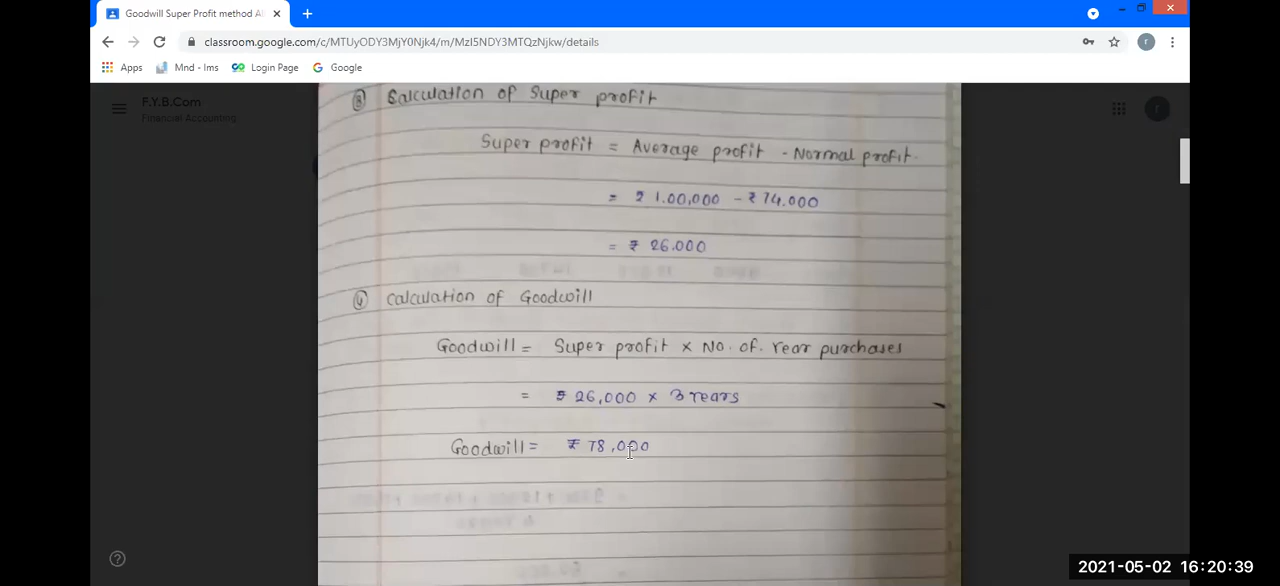 Goodwill Super Profit method A
classroom.google.com/c/MTUyODY3MjY0Njk4/m/MzI5NDY3MTQzNjkw/details
Apps Mnd - Ims Login Page Google
F.Y.B.Com
Financial Accounting
③ Calculation of Super profit
Super profit = Average profit - Normal profit.
= ₹ 1.00,000 - ₹ 74.000
= ₹ 26.000
④ Calculation of Goodwill
Goodwill = Super profit × No. of. Year purchases
= ₹ 26,000 × 3 Years
Goodwill = ₹ 78,000
2021-05-02 16:20:39